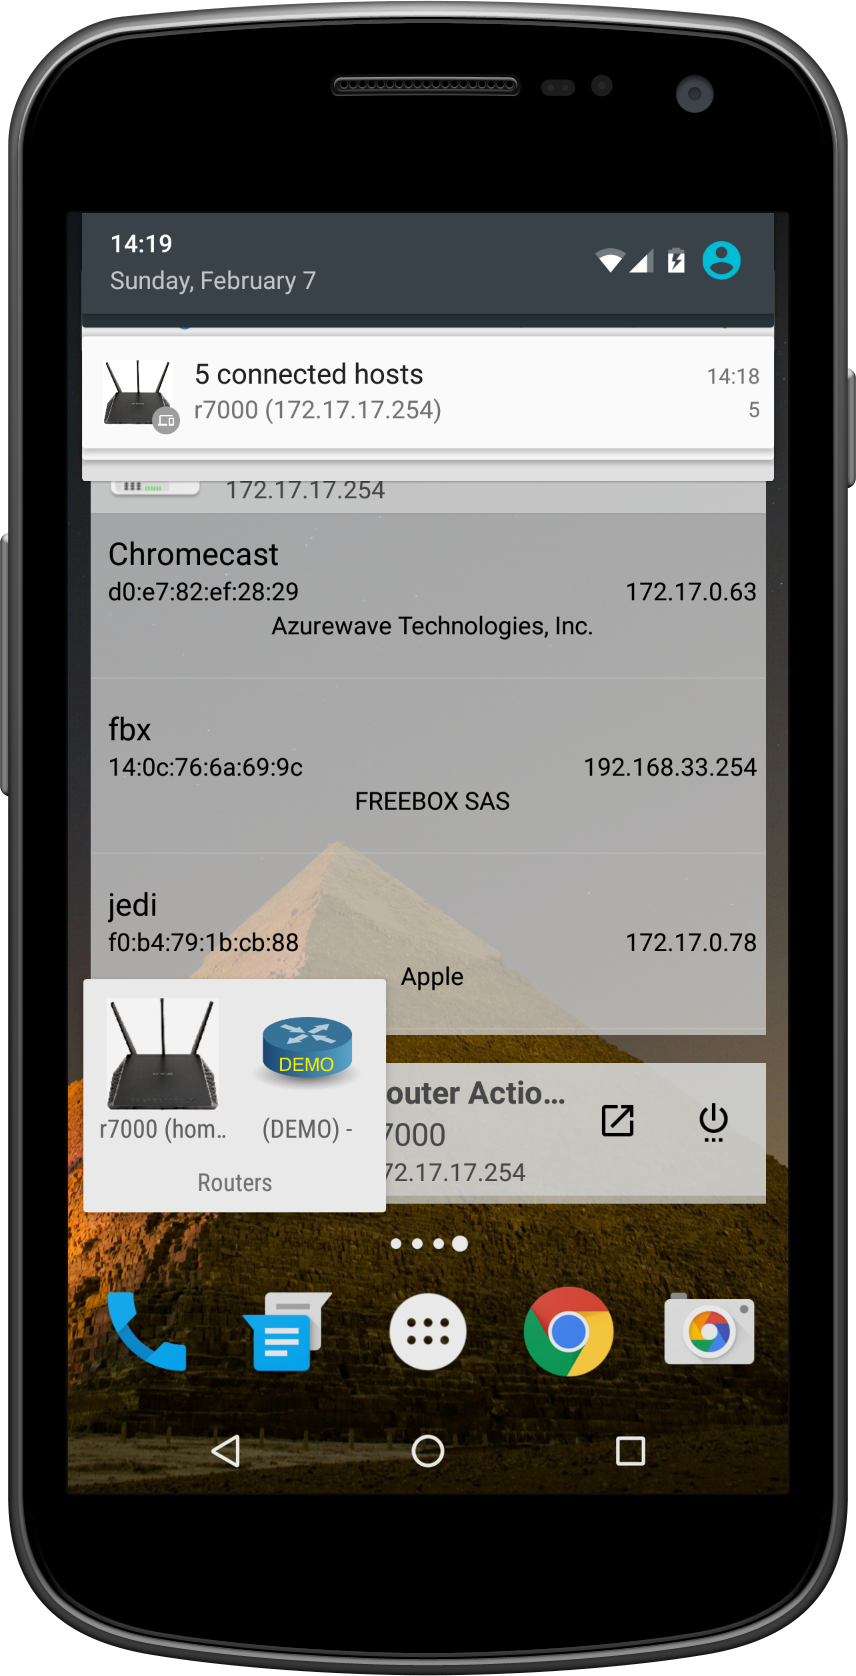 14:19
Sunday, February 7
5 connected hosts 14:18
r7000 (172.17.17.254) 5
172.17.17.254
Chromecast
d0:e7:82:ef:28:29 172.17.0.63
Azurewave Technologies, Inc.
fbx
14:0c:76:6a:69:9c 192.168.33.254
FREEBOX SAS
jedi
f0:b4:79:1b:cb:88 172.17.0.78
Apple
DEMO
r7000 (hom.. (DEMO) -
Routers
outer Actio...
7000
72.17.17.254